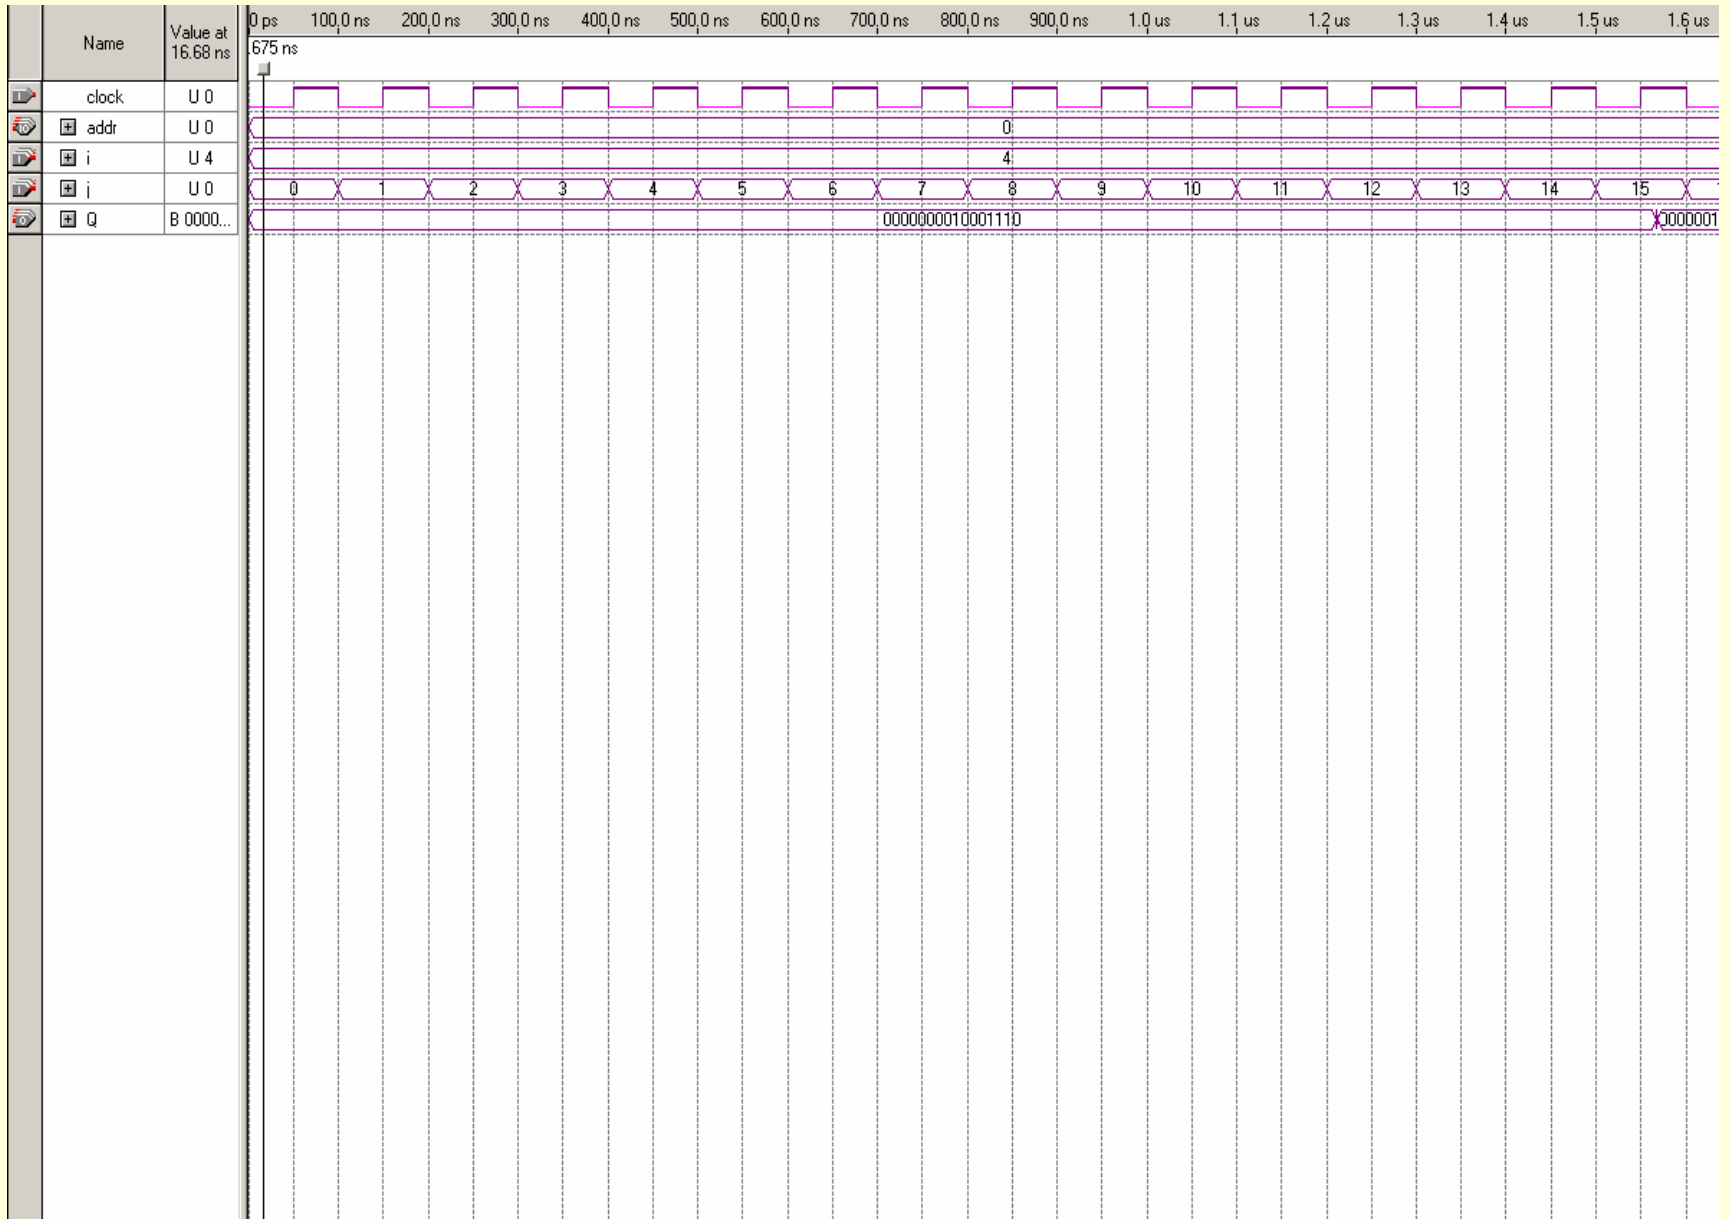 Name
Value at
16.68 ns
0 ps 100.0 ns 200.0 ns 300.0 ns 400.0 ns 500.0 ns 600.0 ns 700.0 ns 800.0 ns 900.0 ns 1.0 us 1.1 us 1.2 us 1.3 us 1.4 us 1.5 us 1.6 us
.675 ns
clock U 0
addr U 0 0
i U 4 4
j U 0 0 1 2 3 4 5 6 7 8 9 10 11 12 13 14 15
Q B 0000... 0000000010001110